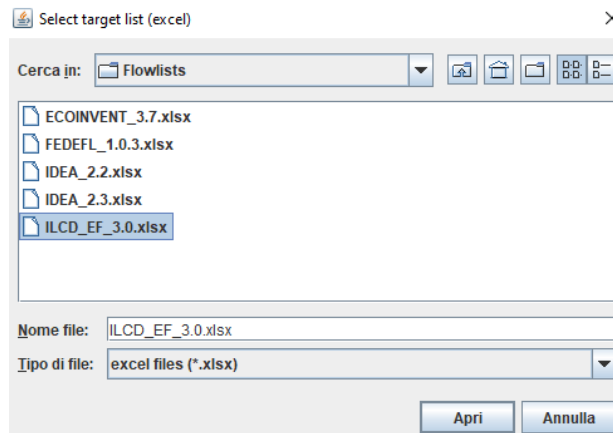 Select target list (excel)
Cerca in: Flowlists
ECOINVENT_3.7.xlsx
FEDEFL_1.0.3.xlsx
IDEA_2.2.xlsx
IDEA_2.3.xlsx
ILCD_EF_3.0.xlsx
Nome file: ILCD_EF_3.0.xlsx
Tipo di file: excel files (*.xlsx)
Apri Annulla